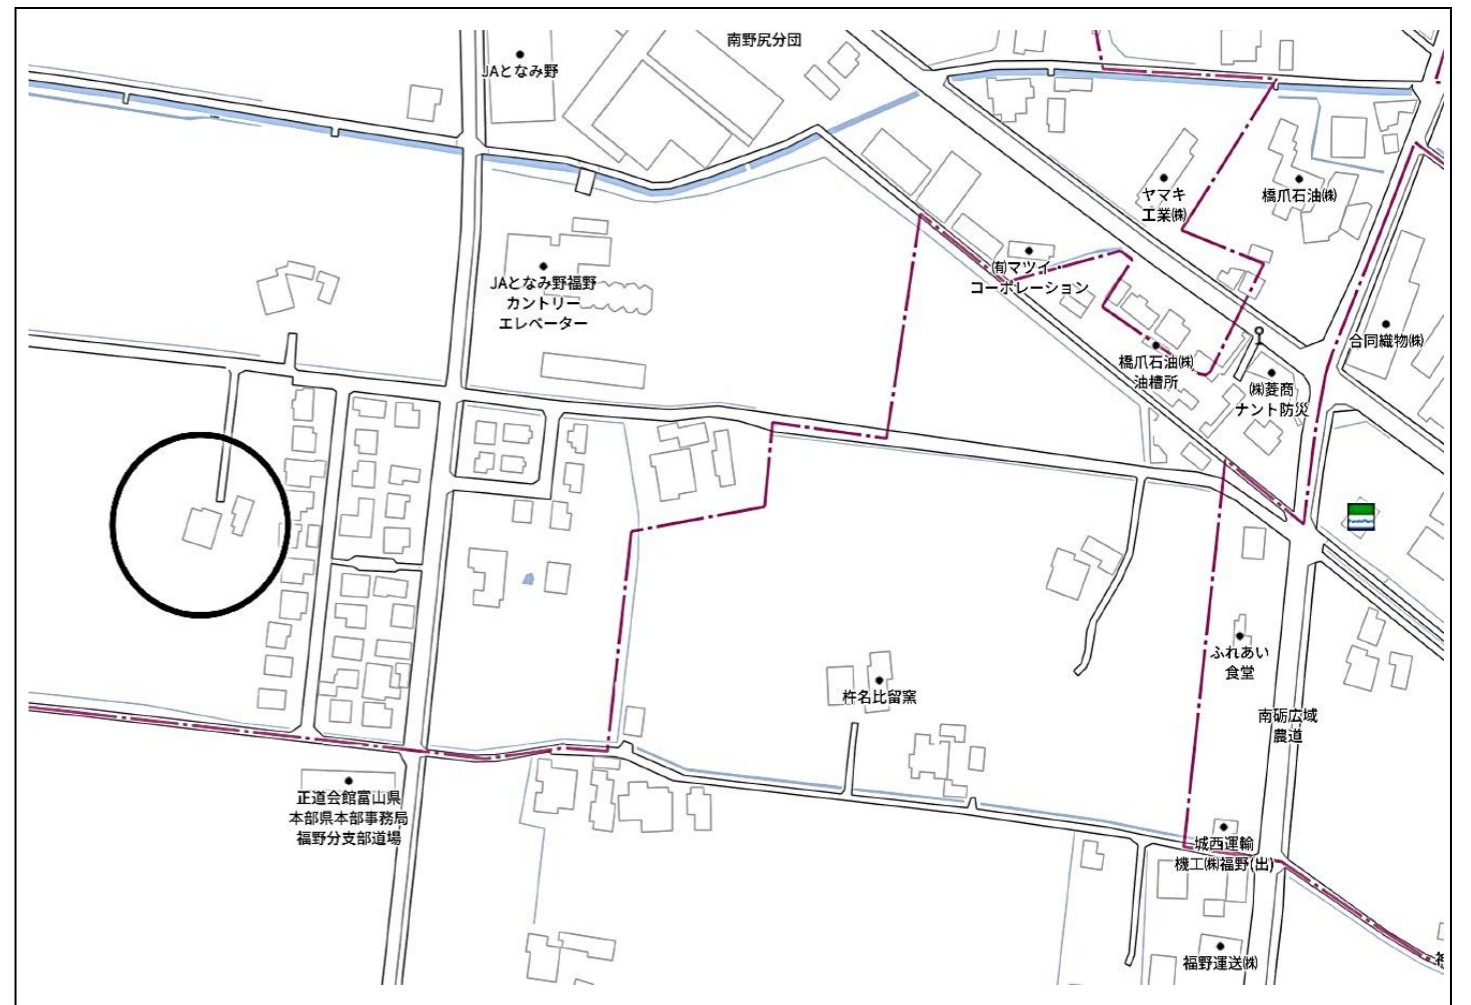 南野尻分団
JAとなみ野
ヤマキ
工業㈱
橋爪石油㈱
㈲マツイ・
コーポレーション
JAとなみ野福野
カントリー
エレベーター
合同織物㈱
橋爪石油㈱
油槽所
㈱菱商
ナント防災
FamilyMart
ふれあい
食堂
杵名比留窯
南砺広域
農道
正道会館富山県
本部県本部事務局
福野分支部道場
城西運輸
機工㈱福野(出)
福野運送㈱